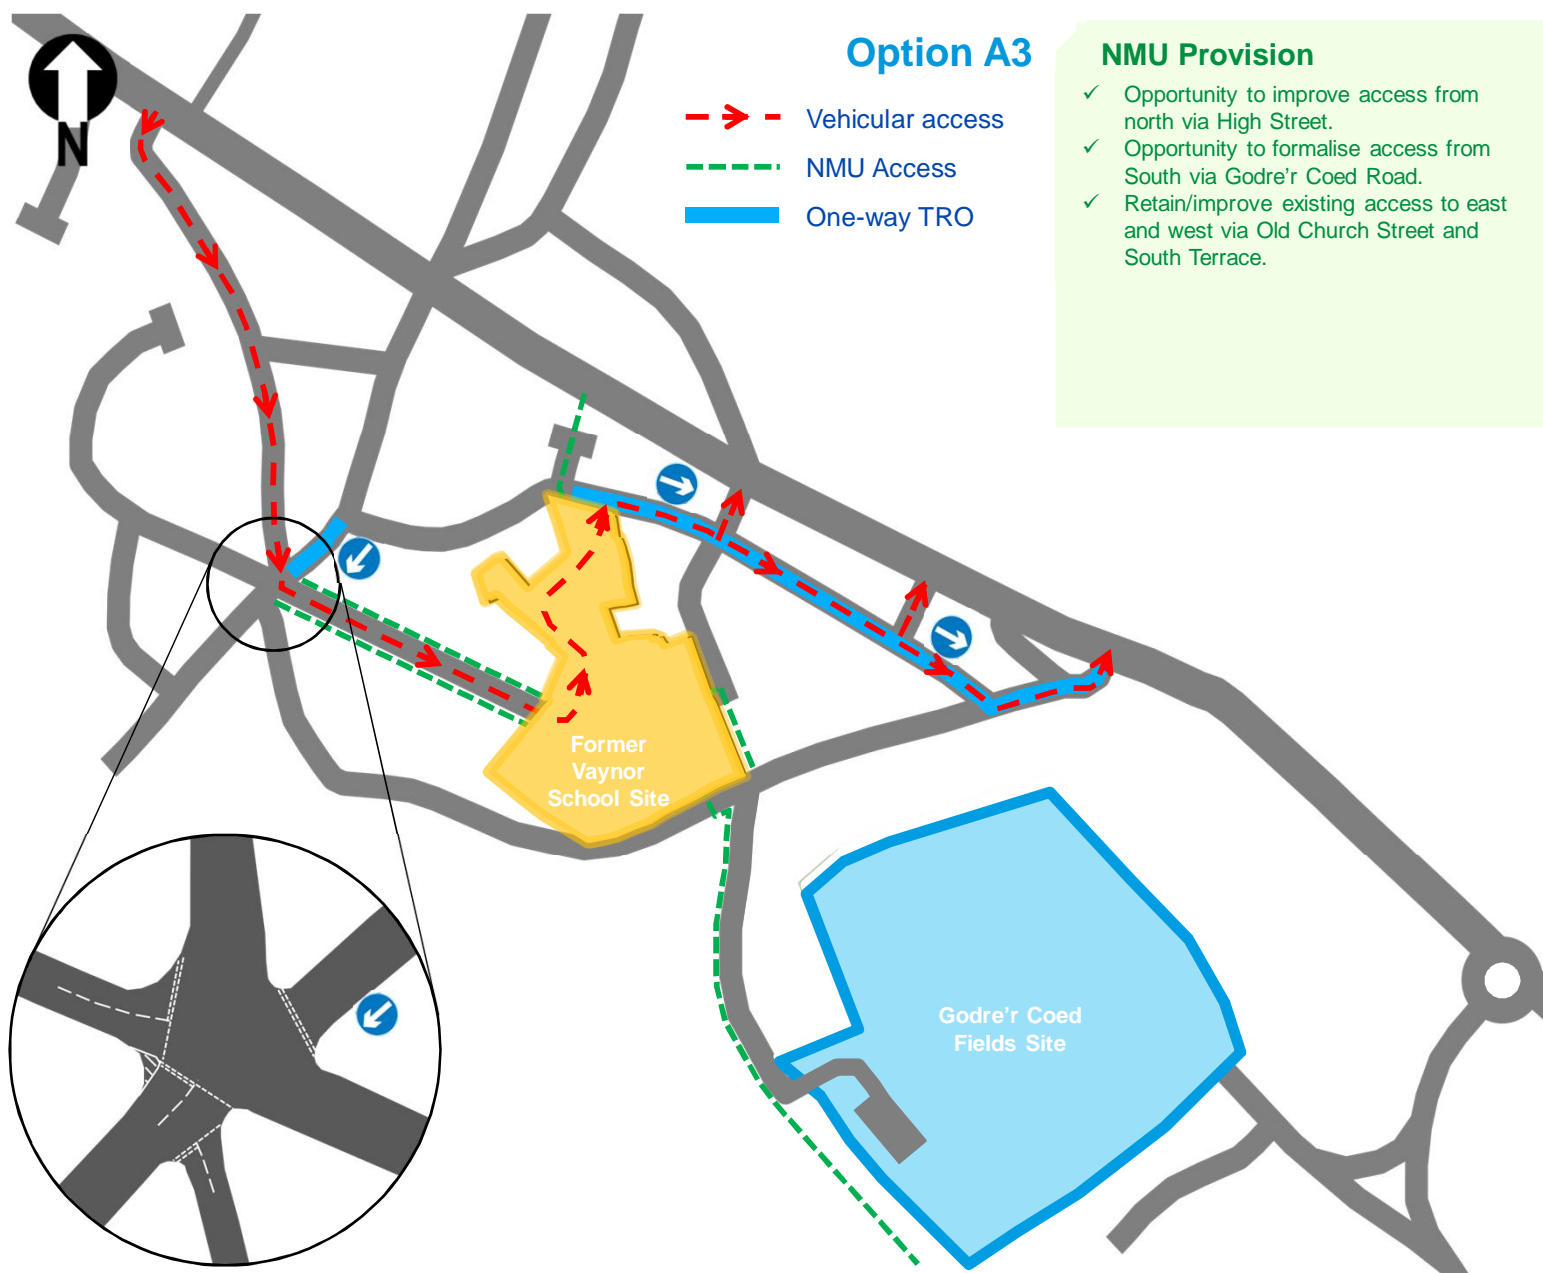 Option A3
Vehicular access
NMU Access
One-way TRO
NMU Provision
✓ Opportunity to improve access from
north via High Street.
✓ Opportunity to formalise access from
South via Godre’r Coed Road.
✓ Retain/improve existing access to east
and west via Old Church Street and
South Terrace.
N
Former
Vaynor
School Site
Godre’r Coed
Fields Site